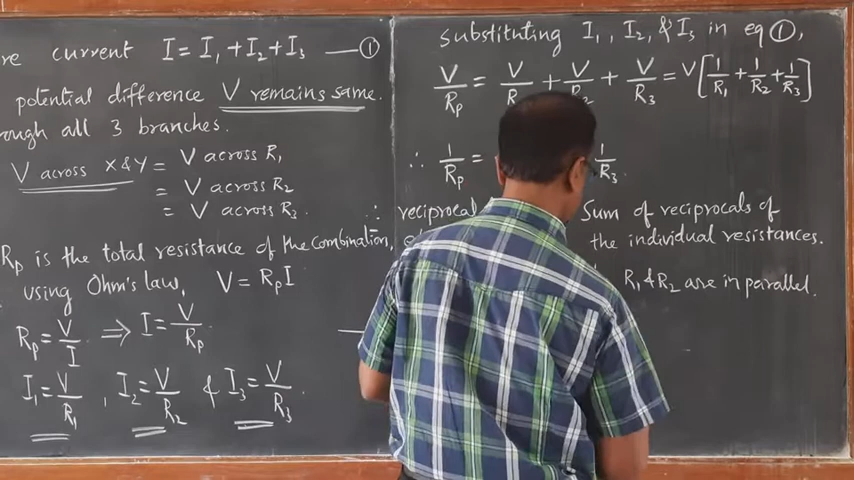 re current I = I₁ + I₂ + I₃ —①
potential difference V remains same.
rough all 3 branches.
V across X & Y = V across R₁
= V across R₂
= V across R₃.
Rp is the total resistance of the combination,
using Ohm's law, V = RpI
Rp = V/I ⇒ I = V/Rp.
I₁ = V/R₁, I₂ = V/R₂ & I₃ = V/R₃.
substituting I₁, I₂, & I₃ in eq ①,
V/Rp = V/R₁ + V/R₂ + V/R₃ = V[1/R₁ + 1/R₂ + 1/R₃]
∴ 1/Rp = 1/R₃.
∴ reciprocal Sum of reciprocals of
the individual resistances.
R₁ & R₂ are in parallel.